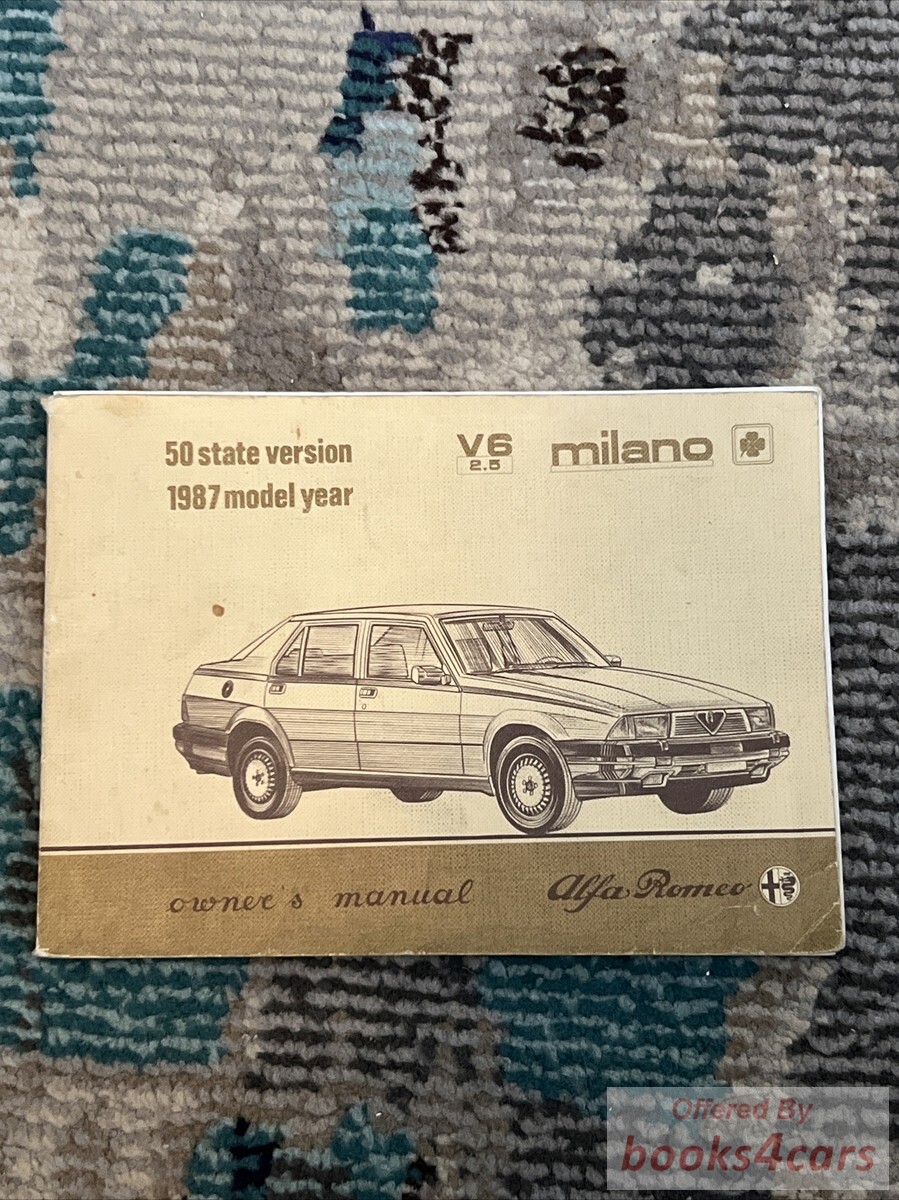 50 state version
1987 model year
V6
2.5
milano
owner's manual
Alfa Romeo
Offered By
books4cars